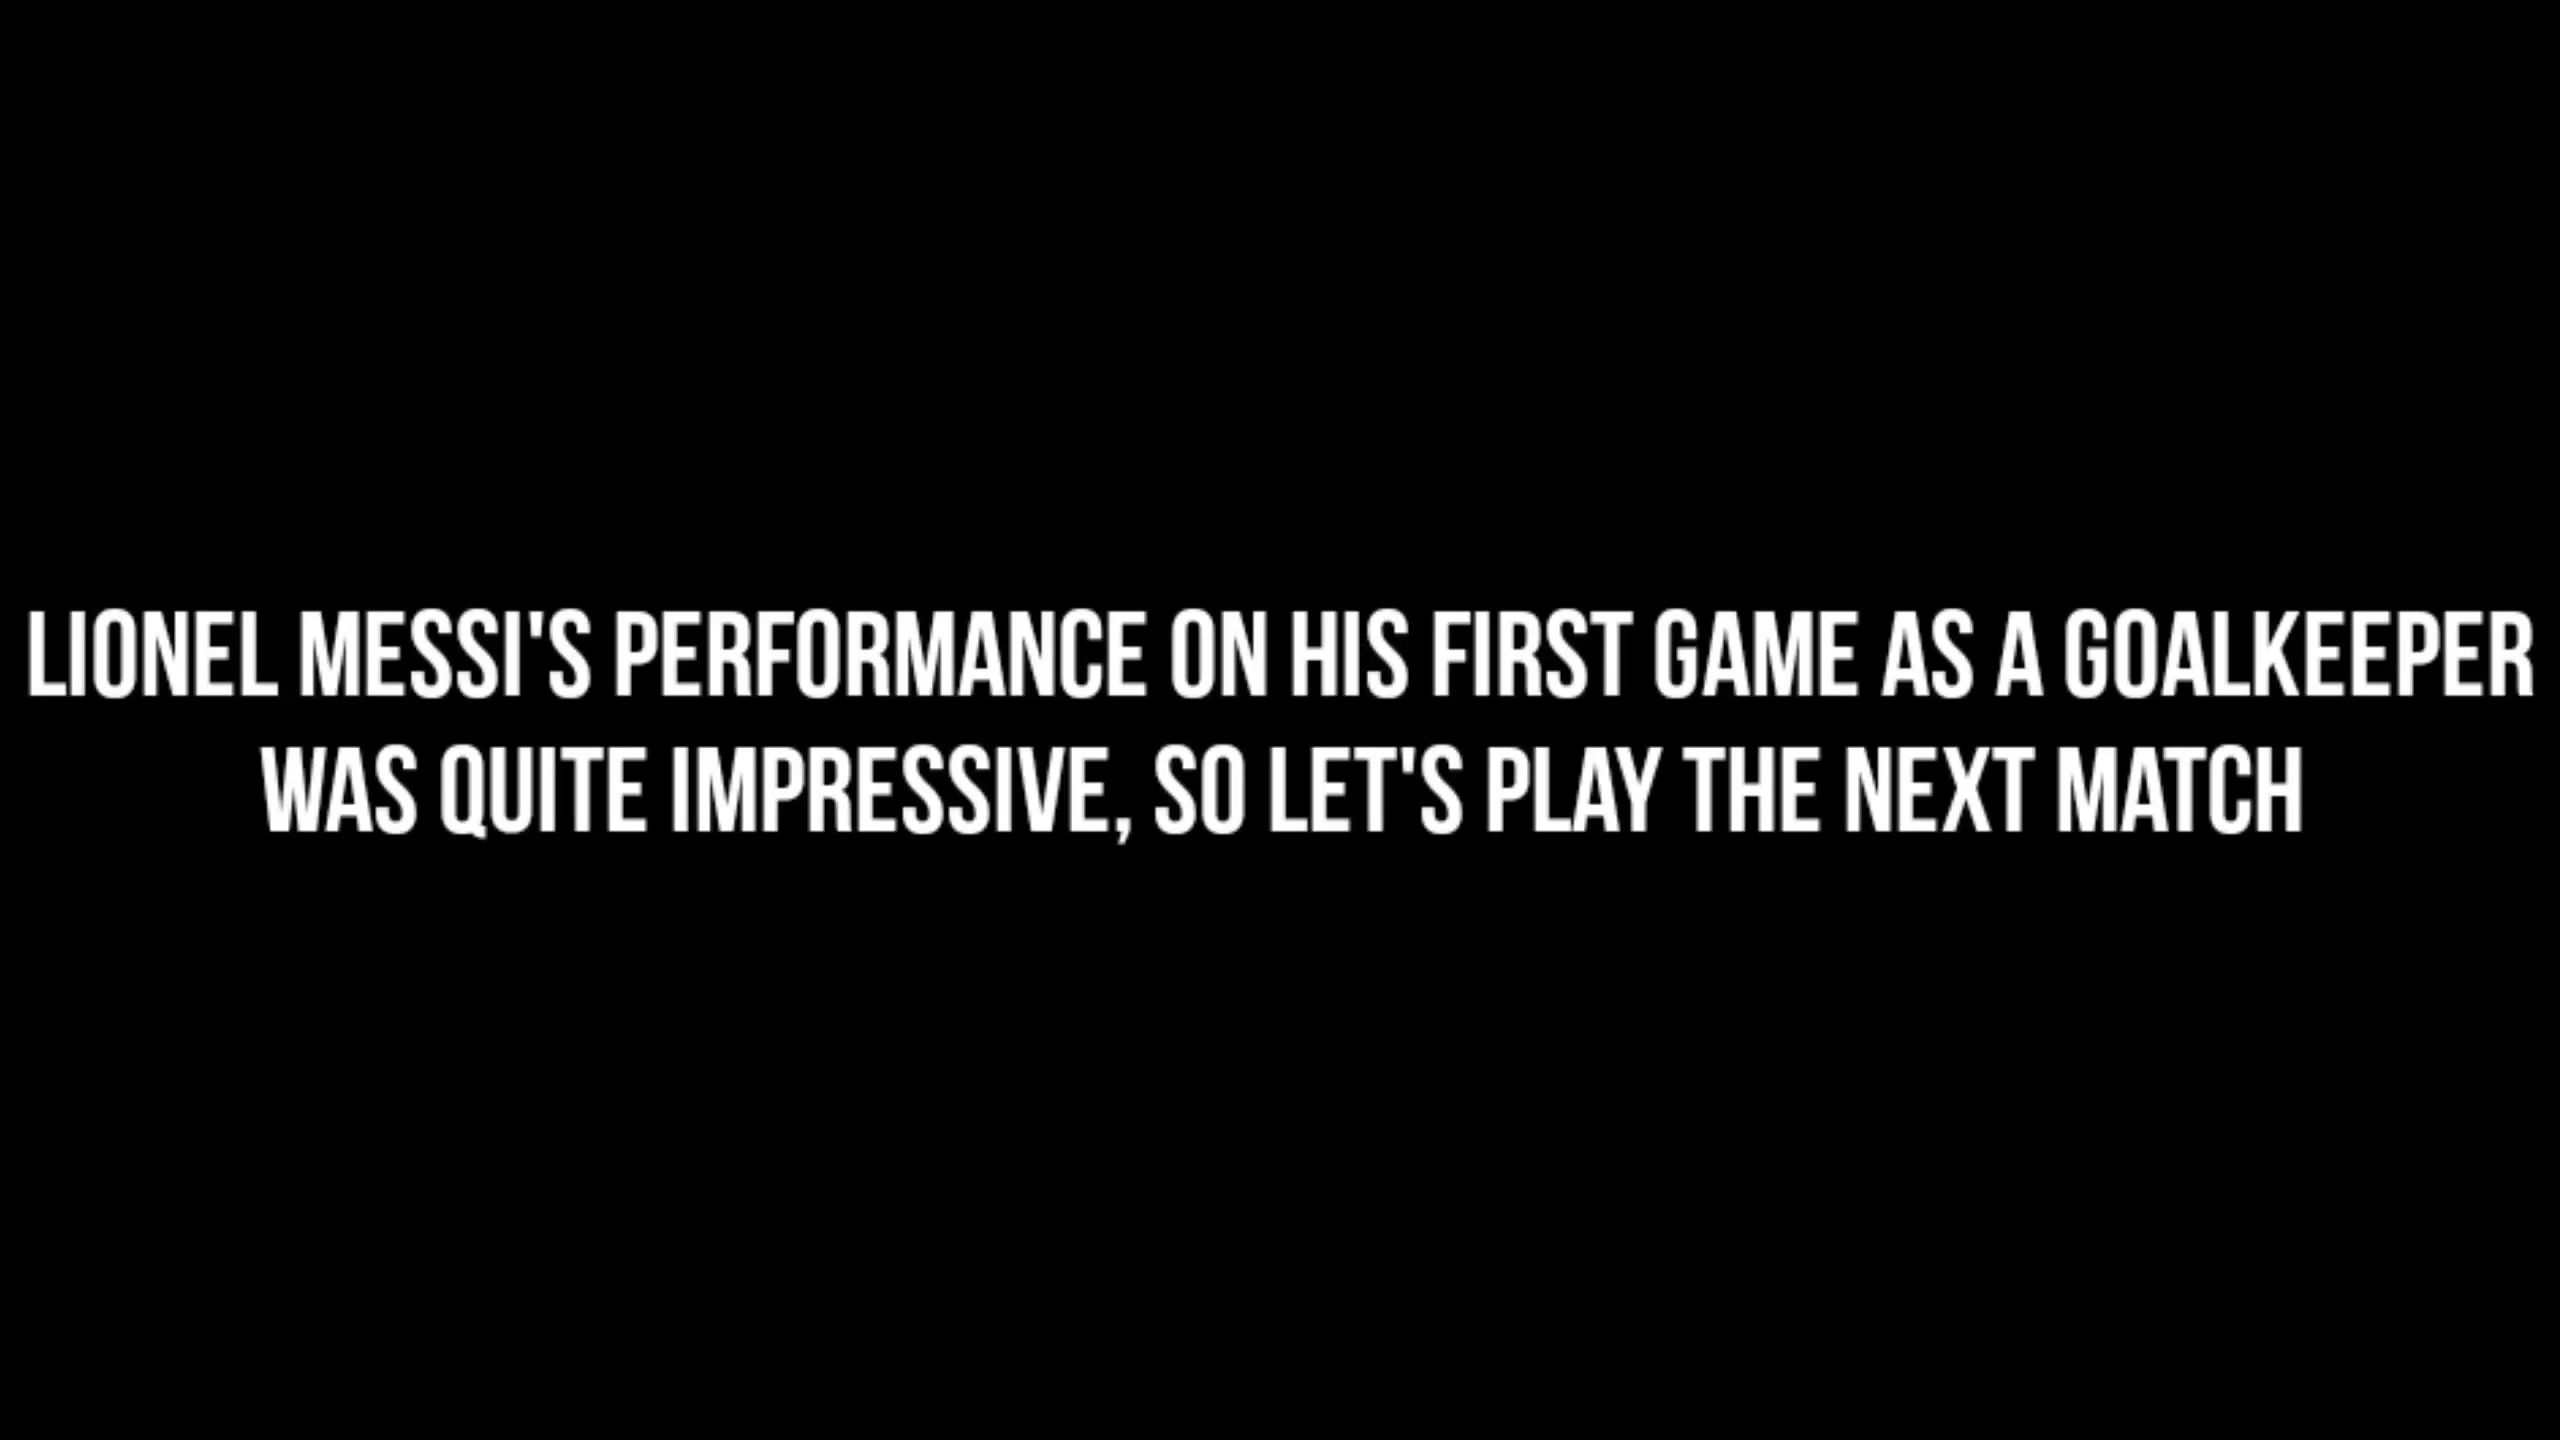 LIONEL MESSI'S PERFORMANCE ON HIS FIRST GAME AS A GOALKEEPER
WAS QUITE IMPRESSIVE, SO LET'S PLAY THE NEXT MATCH